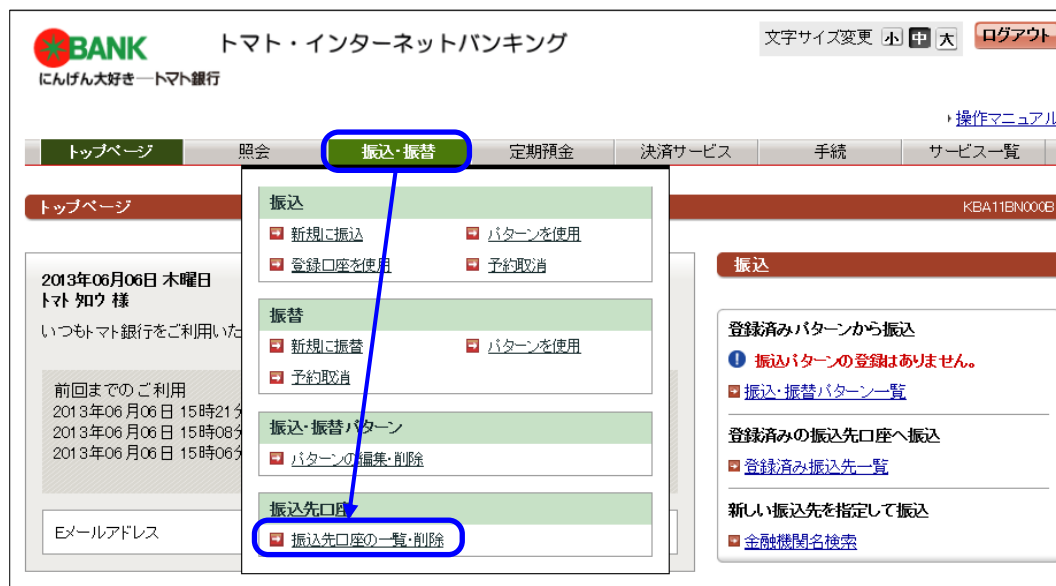 BANK
にんげん大好き―トマト銀行
トマト・インターネットバンキング
文字サイズ変更 小 中 大
ログアウト
操作マニュアル
トップページ 照会 振込・振替 定期預金 決済サービス 手続 サービス一覧
トップページ
KBA11BN000B
2013年06月06日 木曜日
トマト タロウ 様
いつもトマト銀行をご利用いた
前回までのご利用
2013年06月06日 15時21分
2013年06月06日 15時08分
2013年06月06日 15時06分
Eメールアドレス
振込
新規に振込 パターンを使用
登録口座を使用 予約取消
振替
新規に振替 パターンを使用
予約取消
振込・振替パターン
パターンの編集・削除
振込先口座
振込先口座の一覧・削除
振込
登録済みパターンから振込
振込パターンの登録はありません。
振込・振替パターン一覧
登録済みの振込先口座へ振込
登録済み振込先一覧
新しい振込先を指定して振込
金融機関名検索